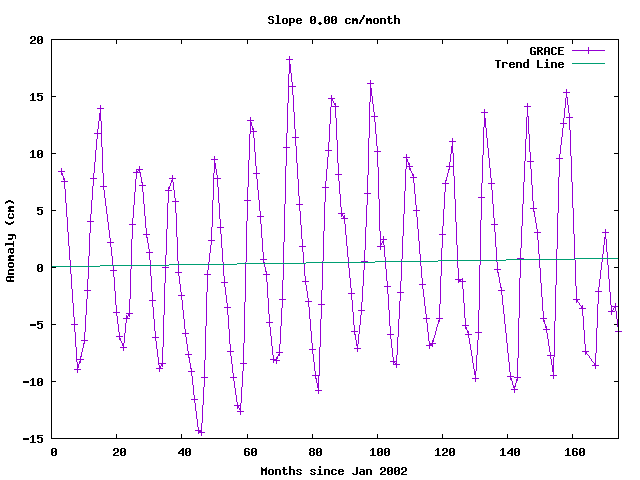 Slope 0.00 cm/month
GRACE
Trend Line
20
15
10
5
0
-5
-10
-15
Anomaly (cm)
0 20 40 60 80 100 120 140 160
Months since Jan 2002